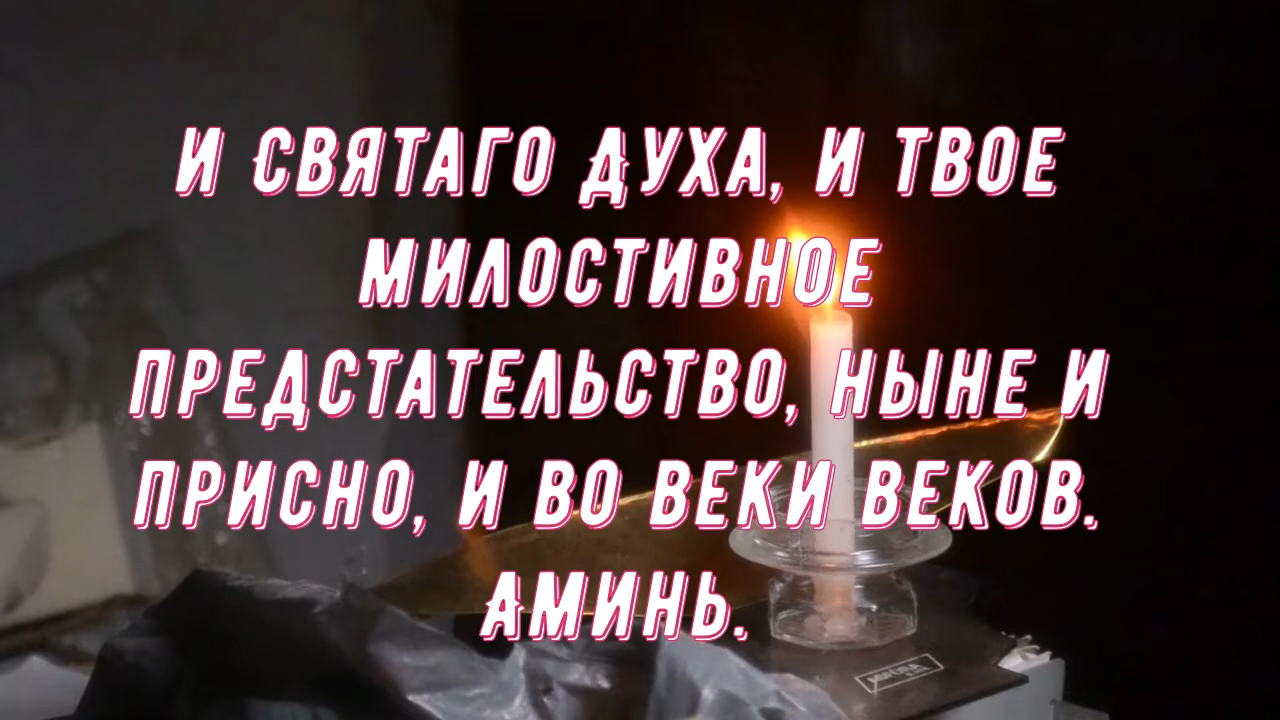 И СВЯТАГО ДУХА, И ТВОЕ
МИЛОСТИВНОЕ
ПРЕДСТАТЕЛЬСТВО, НЫНЕ И
ПРИСНО, И ВО ВЕКИ ВЕКОВ.
АМИНЬ.